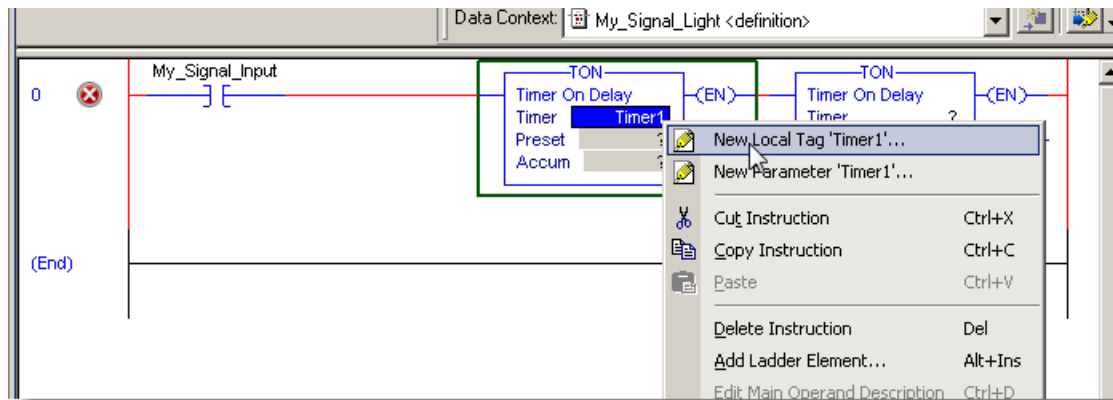 Data Context: My_Signal_Light <definition>
My_Signal_Input
0
TON
Timer On Delay
Timer Timer1
Preset ?
Accum ?
EN
TON
Timer On Delay
Timer ?
EN
New Local Tag 'Timer1'...
New Parameter 'Timer1'...
Cut Instruction Ctrl+X
Copy Instruction Ctrl+C
Paste Ctrl+V
Delete Instruction Del
Add Ladder Element... Alt+Ins
Edit Main Operand Description Ctrl+D
(End)